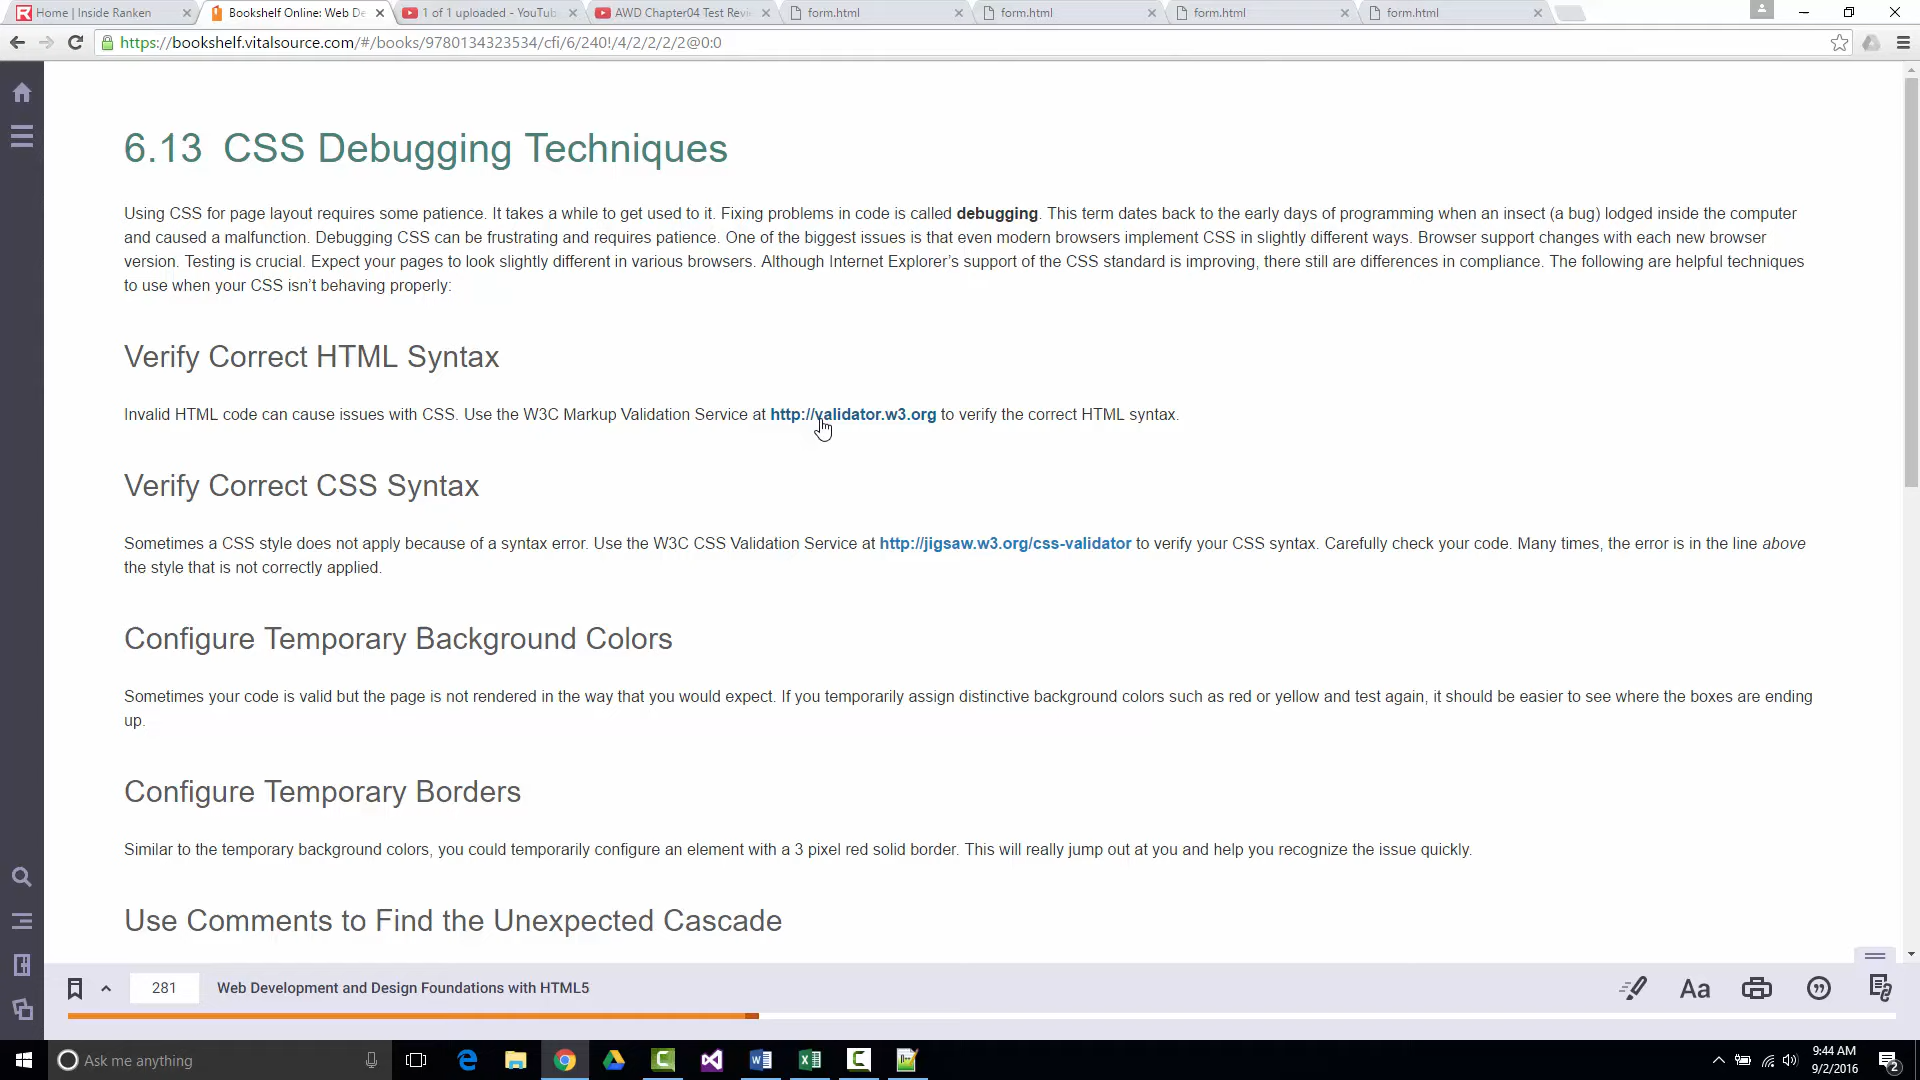 Home | Inside Ranken
Bookshelf Online: Web De
1 of 1 uploaded - YouTub
AWD Chapter04 Test Revi
form.html
form.html
form.html
form.html
https://bookshelf.vitalsource.com/#/books/9780134323534/cfi/6/240!/4/2/2/2/2@0:0
6.13 CSS Debugging Techniques
Using CSS for page layout requires some patience. It takes a while to get used to it. Fixing problems in code is called debugging. This term dates back to the early days of programming when an insect (a bug) lodged inside the computer
and caused a malfunction. Debugging CSS can be frustrating and requires patience. One of the biggest issues is that even modern browsers implement CSS in slightly different ways. Browser support changes with each new browser
version. Testing is crucial. Expect your pages to look slightly different in various browsers. Although Internet Explorer’s support of the CSS standard is improving, there still are differences in compliance. The following are helpful techniques
to use when your CSS isn’t behaving properly:
Verify Correct HTML Syntax
Invalid HTML code can cause issues with CSS. Use the W3C Markup Validation Service at http://validator.w3.org to verify the correct HTML syntax.
Verify Correct CSS Syntax
Sometimes a CSS style does not apply because of a syntax error. Use the W3C CSS Validation Service at http://jigsaw.w3.org/css-validator to verify your CSS syntax. Carefully check your code. Many times, the error is in the line above
the style that is not correctly applied.
Configure Temporary Background Colors
Sometimes your code is valid but the page is not rendered in the way that you would expect. If you temporarily assign distinctive background colors such as red or yellow and test again, it should be easier to see where the boxes are ending
up.
Configure Temporary Borders
Similar to the temporary background colors, you could temporarily configure an element with a 3 pixel red solid border. This will really jump out at you and help you recognize the issue quickly.
Use Comments to Find the Unexpected Cascade
281
Web Development and Design Foundations with HTML5
Aa
Ask me anything
9:44 AM
9/2/2016
2